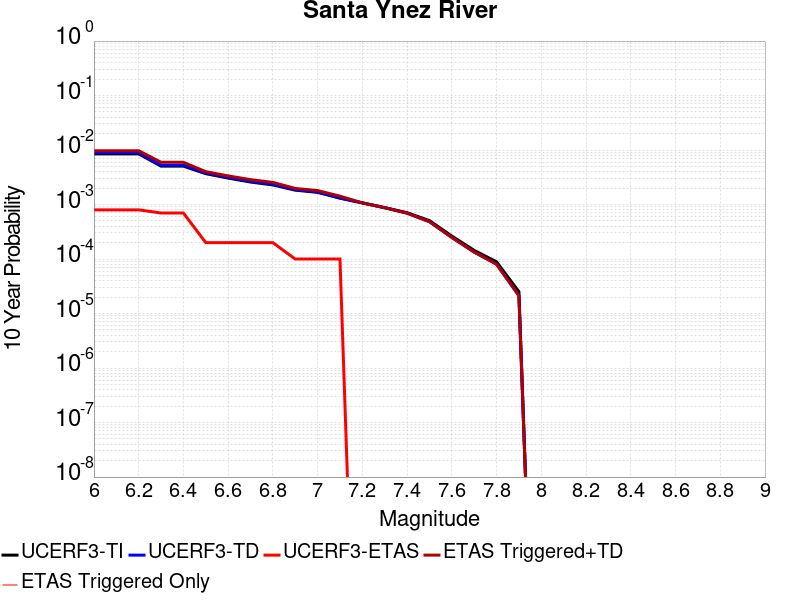 Santa Ynez River
10 0
10 -1
10 -2
10 -3
10 -4
10 -5
10 -6
10 -7
10 -8
10 Year Probability
6 6.2 6.4 6.6 6.8 7 7.2 7.4 7.6 7.8 8 8.2 8.4 8.6 8.8 9
Magnitude
UCERF3-TI UCERF3-TD UCERF3-ETAS ETAS Triggered+TD
ETAS Triggered Only